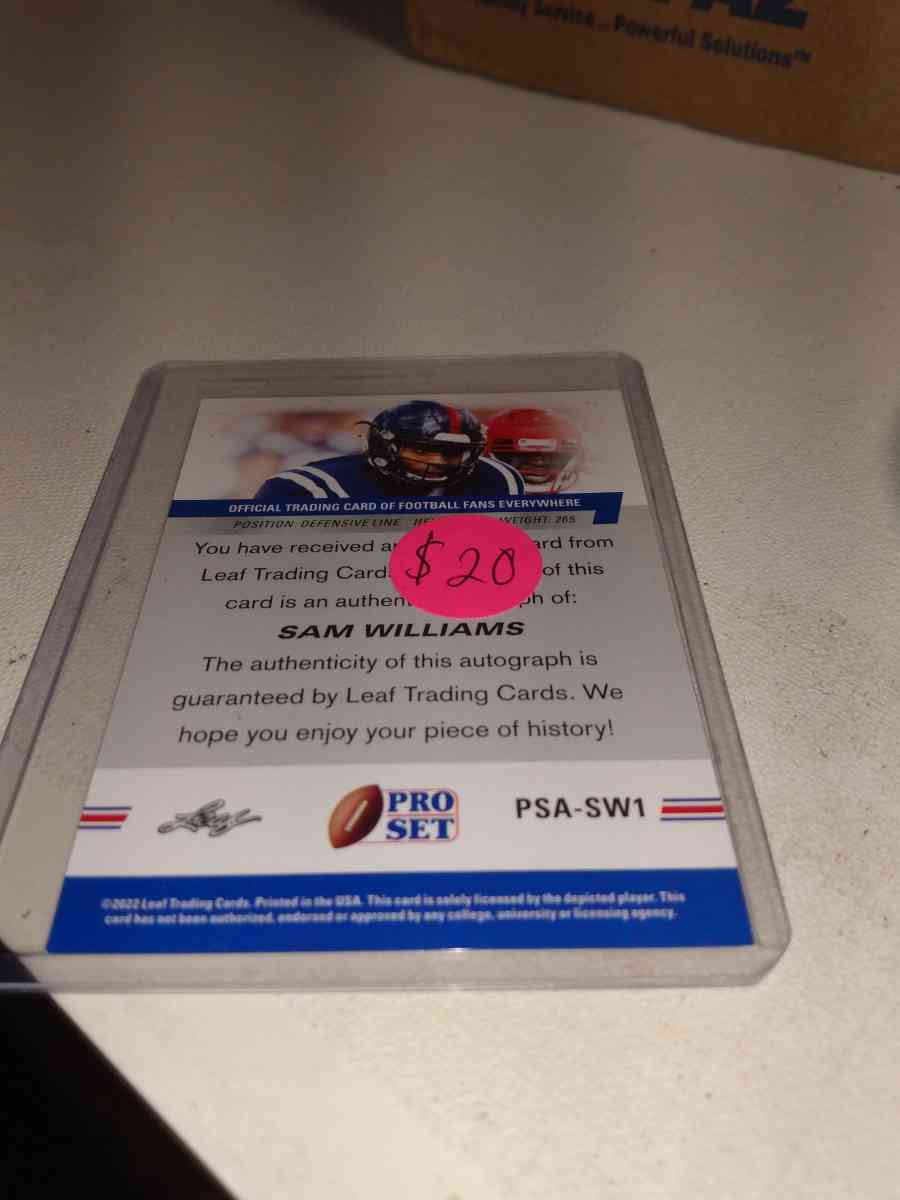 Service ... Powerful Solutions™
OFFICIAL TRADING CARD OF FOOTBALL FANS EVERYWHERE
POSITION: DEFENSIVE LINE WEIGHT: 265
You have received ard from
Leaf Trading Card of this
card is an authen ph of:
$20
SAM WILLIAMS
The authenticity of this autograph is
guaranteed by Leaf Trading Cards. We
hope you enjoy your piece of history!
Leaf
PRO
SET
PSA-SW1
©2022 Leaf Trading Cards. Printed in the USA. This card is solely licensed by the depicted player. This
card has not been authorized, endorsed or approved by any college, university or licensing agency.